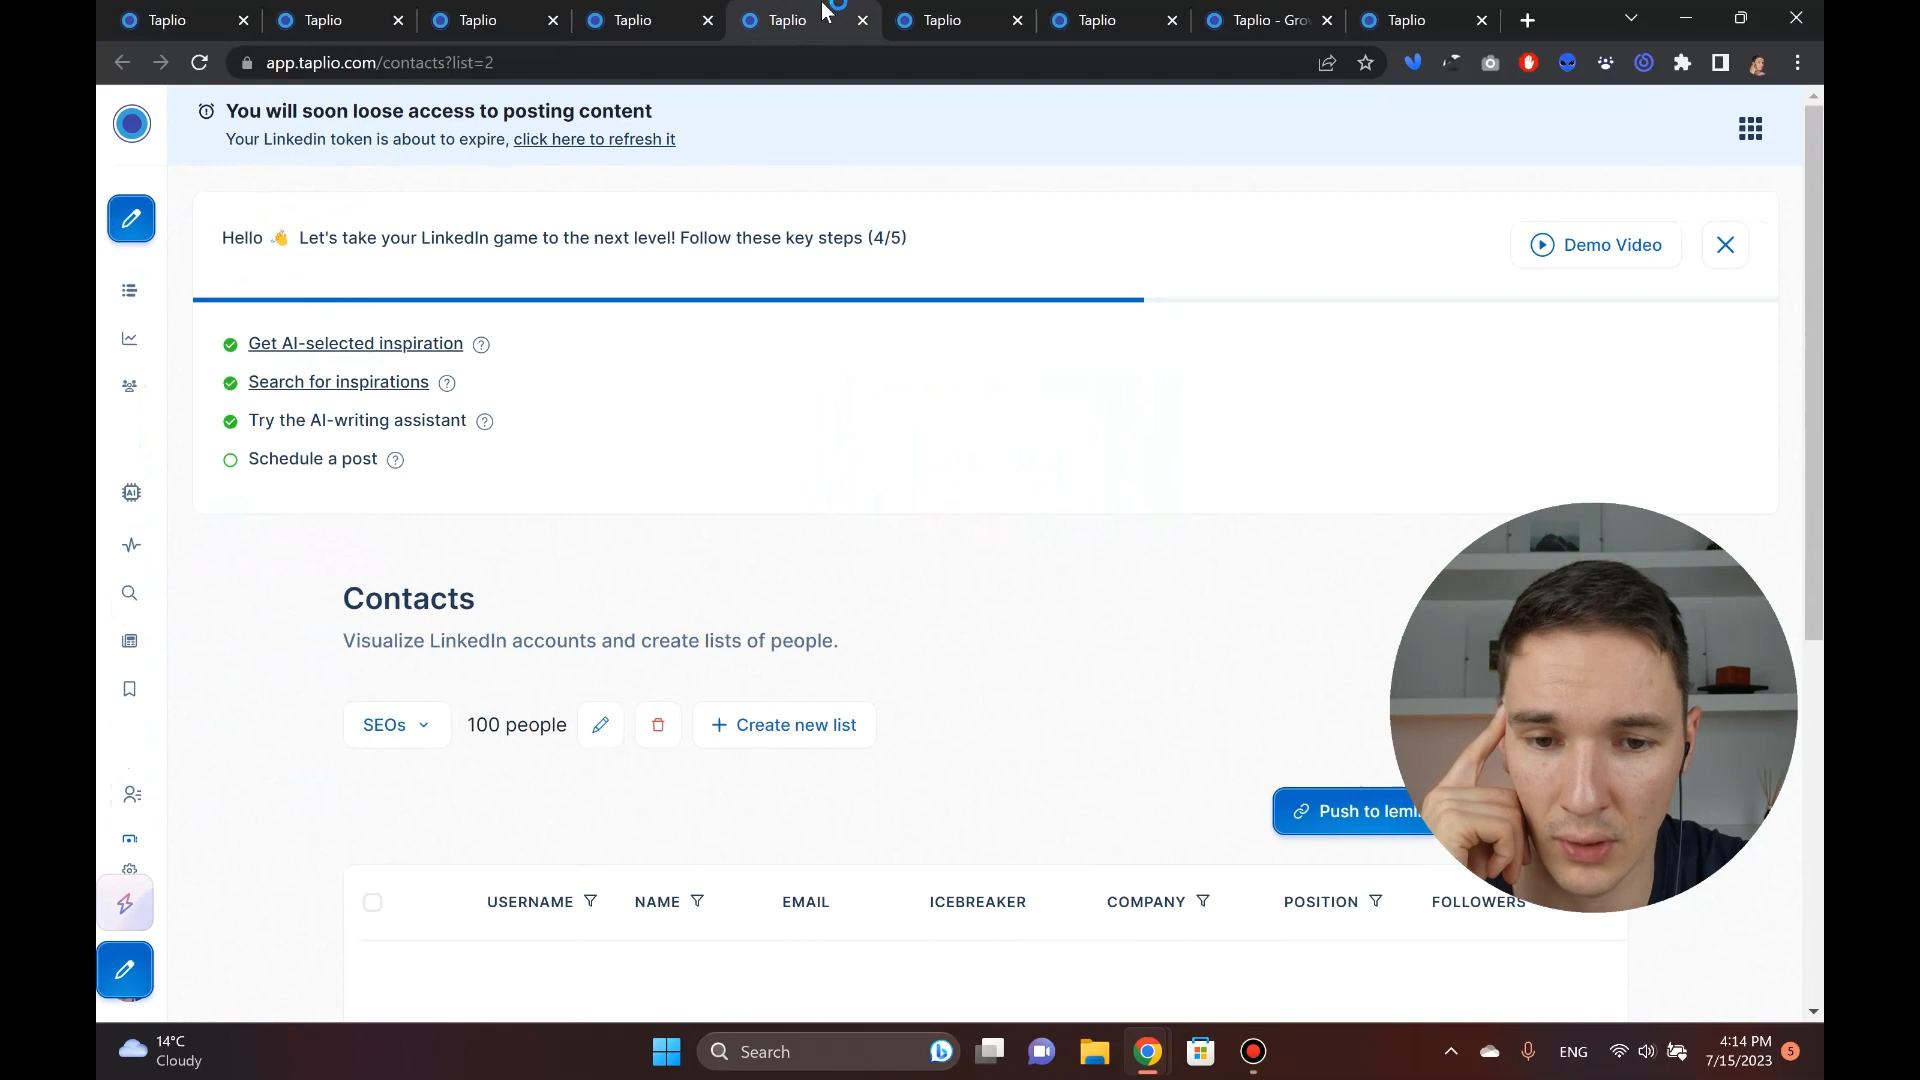 Taplio
Taplio
Taplio
Taplio
Taplio
Taplio
Taplio
Taplio - Gro
Taplio
app.taplio.com/contacts?list=2
You will soon loose access to posting content
Your Linkedin token is about to expire, click here to refresh it
Hello 👋 Let's take your LinkedIn game to the next level! Follow these key steps (4/5)
Demo Video
Get AI-selected inspiration
Search for inspirations
Try the AI-writing assistant
Schedule a post
AI
Contacts
Visualize LinkedIn accounts and create lists of people.
SEOs
100 people
Create new list
Push to leml
USERNAME
NAME
EMAIL
ICEBREAKER
COMPANY
POSITION
FOLLOWERS
14°C
Cloudy
Search
ENG
4:14 PM
7/15/2023
5